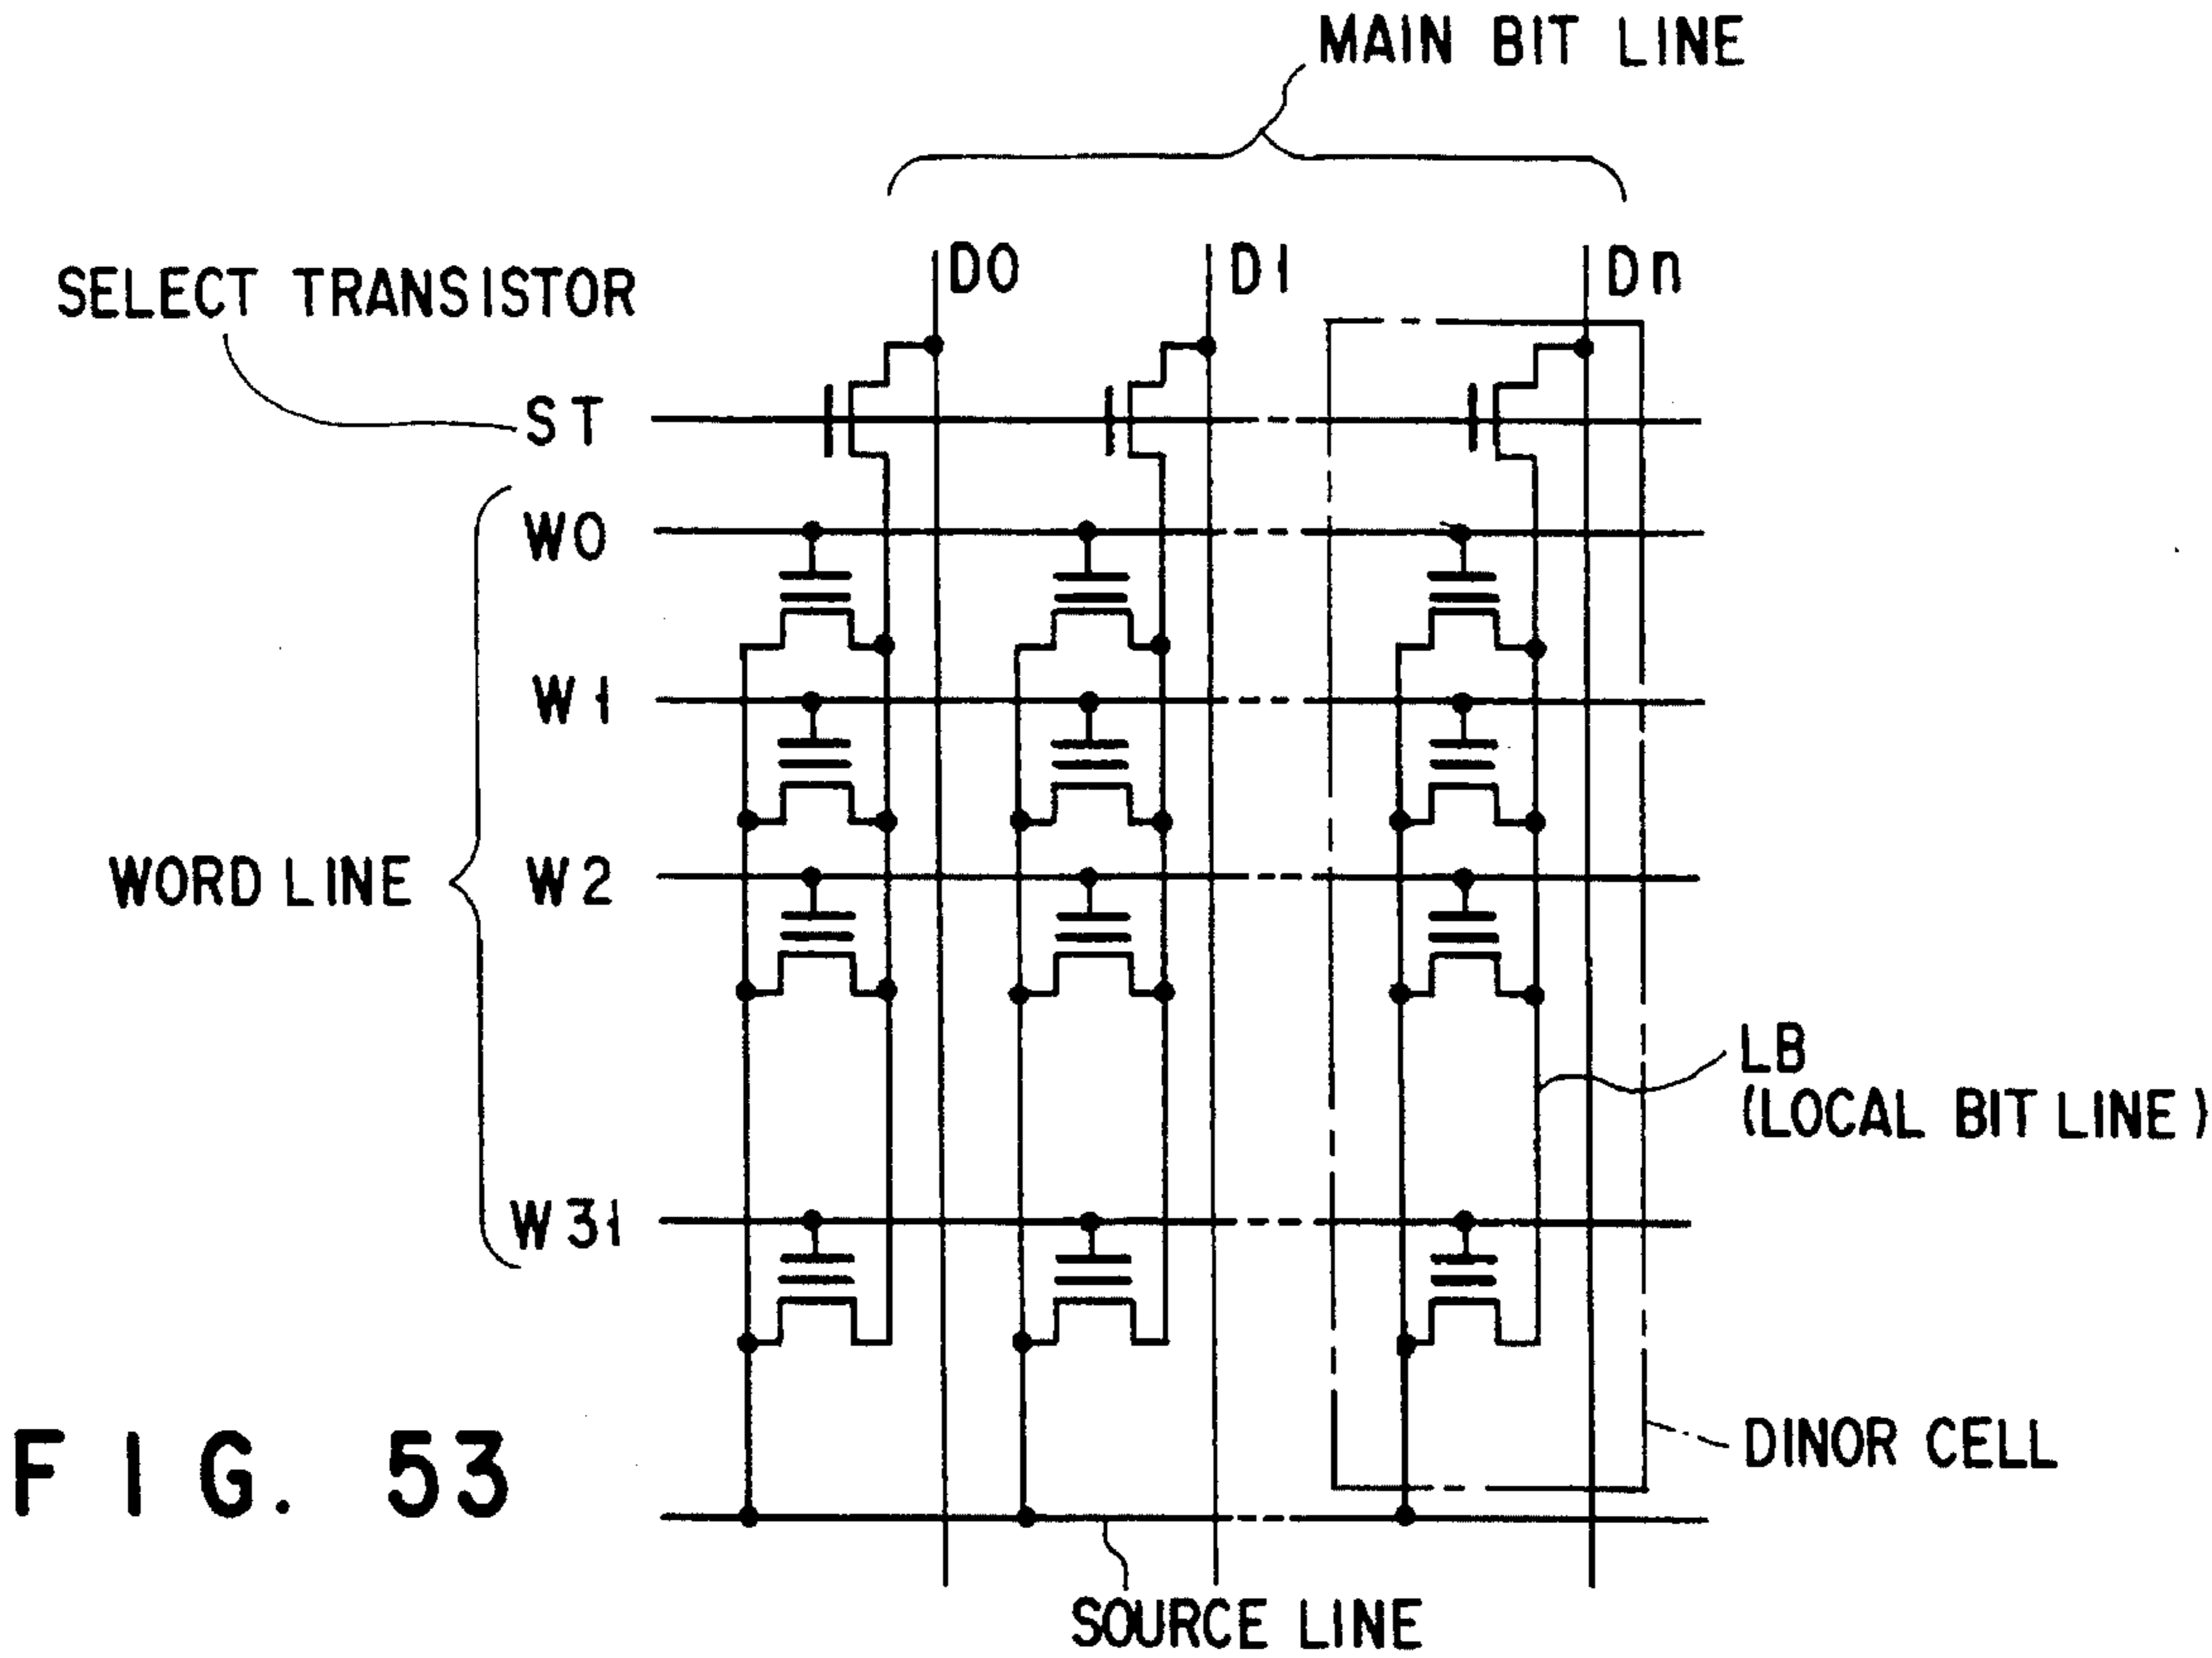 MAIN BIT LINE
D0
D1
Dn
SELECT TRANSISTOR
ST
W0
W1
WORD LINE
W2
LB
(LOCAL BIT LINE)
W31
DINOR CELL
FIG. 53
SOURCE LINE